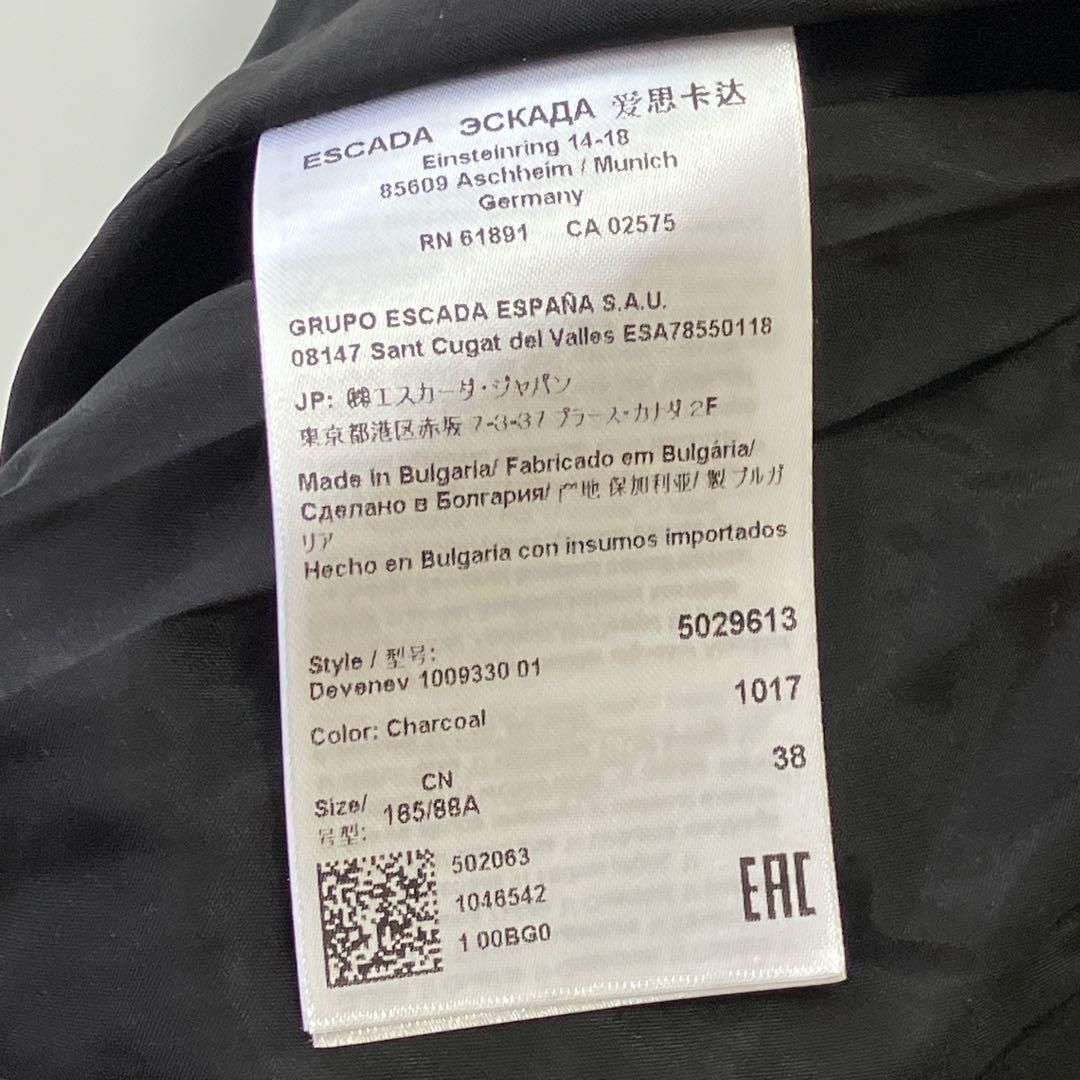 ESCADA ЭСКАДА 爱思卡达
Einsteinring 14-18
85609 Aschheim / Munich
Germany
RN 61891 CA 02575
GRUPO ESCADA ESPAÑA S.A.U.
08147 Sant Cugat del Valles ESA78550118
JP: ㈱エスカーダ・ジャパン
東京都港区赤坂 7-3-37 プラース・カナダ 2F
Made in Bulgaria/ Fabricado em Bulgária/
Сделано в Болгария/ 产地 保加利亚/ 製 ブルガ
リア
Hecho en Bulgaria con insumos importados
5029613
Style / 型号:
Devenev 1009330 01
1017
Color: Charcoal
38
CN
Size/ 165/88A
号型:
502063
1046542
1 00BG0
EAC